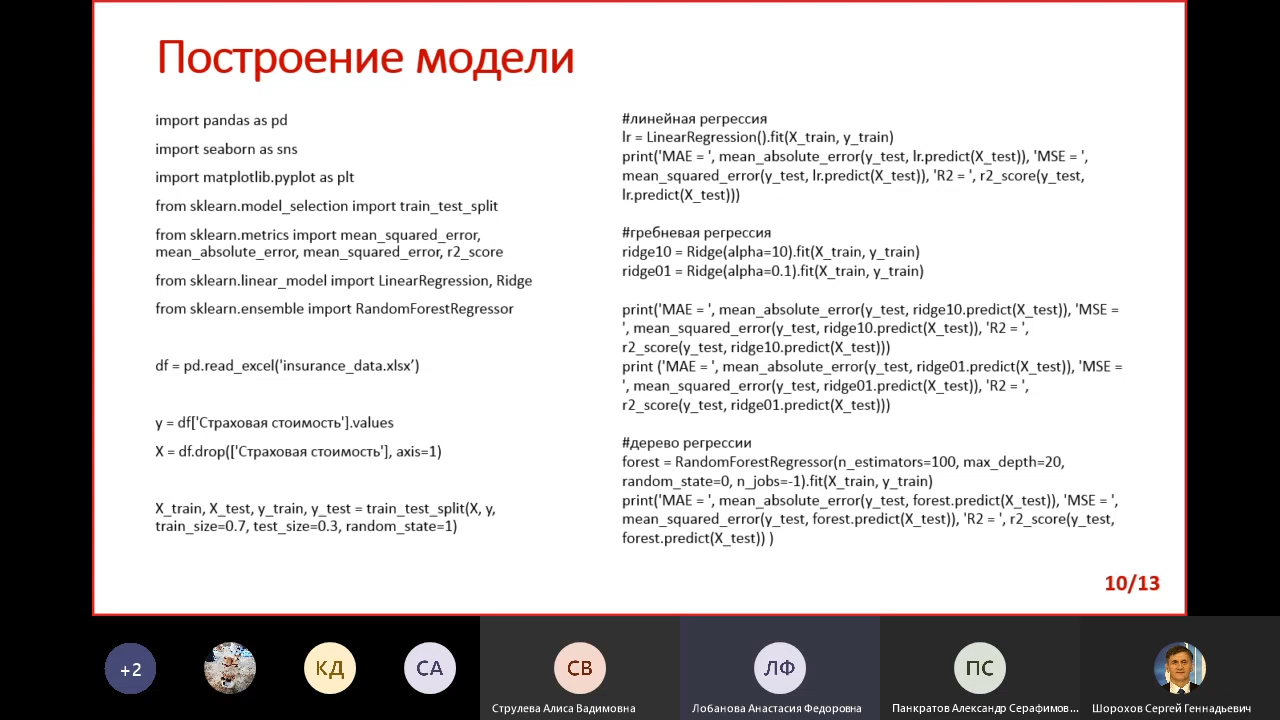 Построение модели
import pandas as pd
import seaborn as sns
import matplotlib.pyplot as plt
from sklearn.model_selection import train_test_split
from sklearn.metrics import mean_squared_error,
mean_absolute_error, mean_squared_error, r2_score
from sklearn.linear_model import LinearRegression, Ridge
from sklearn.ensemble import RandomForestRegressor
df = pd.read_excel('insurance_data.xlsx’)
y = df['Страховая стоимость'].values
X = df.drop(['Страховая стоимость'], axis=1)
X_train, X_test, y_train, y_test = train_test_split(X, y,
train_size=0.7, test_size=0.3, random_state=1)
#линейная регрессия
lr = LinearRegression().fit(X_train, y_train)
print('MAE = ', mean_absolute_error(y_test, lr.predict(X_test)), 'MSE = ',
mean_squared_error(y_test, lr.predict(X_test)), 'R2 = ', r2_score(y_test,
lr.predict(X_test)))
#гребневая регрессия
ridge10 = Ridge(alpha=10).fit(X_train, y_train)
ridge01 = Ridge(alpha=0.1).fit(X_train, y_train)
print('MAE = ', mean_absolute_error(y_test, ridge10.predict(X_test)), 'MSE =
', mean_squared_error(y_test, ridge10.predict(X_test)), 'R2 = ',
r2_score(y_test, ridge10.predict(X_test)))
print ('MAE = ', mean_absolute_error(y_test, ridge01.predict(X_test)), 'MSE =
', mean_squared_error(y_test, ridge01.predict(X_test)), 'R2 = ',
r2_score(y_test, ridge01.predict(X_test)))
#дерево регрессии
forest = RandomForestRegressor(n_estimators=100, max_depth=20,
random_state=0, n_jobs=-1).fit(X_train, y_train)
print('MAE = ', mean_absolute_error(y_test, forest.predict(X_test)), 'MSE = ',
mean_squared_error(y_test, forest.predict(X_test)), 'R2 = ', r2_score(y_test,
forest.predict(X_test)) )
10/13
+2
КД
СА
СВ
ЛФ
ПС
Струлева Алиса Вадимовна
Лобанова Анастасия Федоровна
Панкратов Александр Серафимов...
Шорохов Сергей Геннадьевич